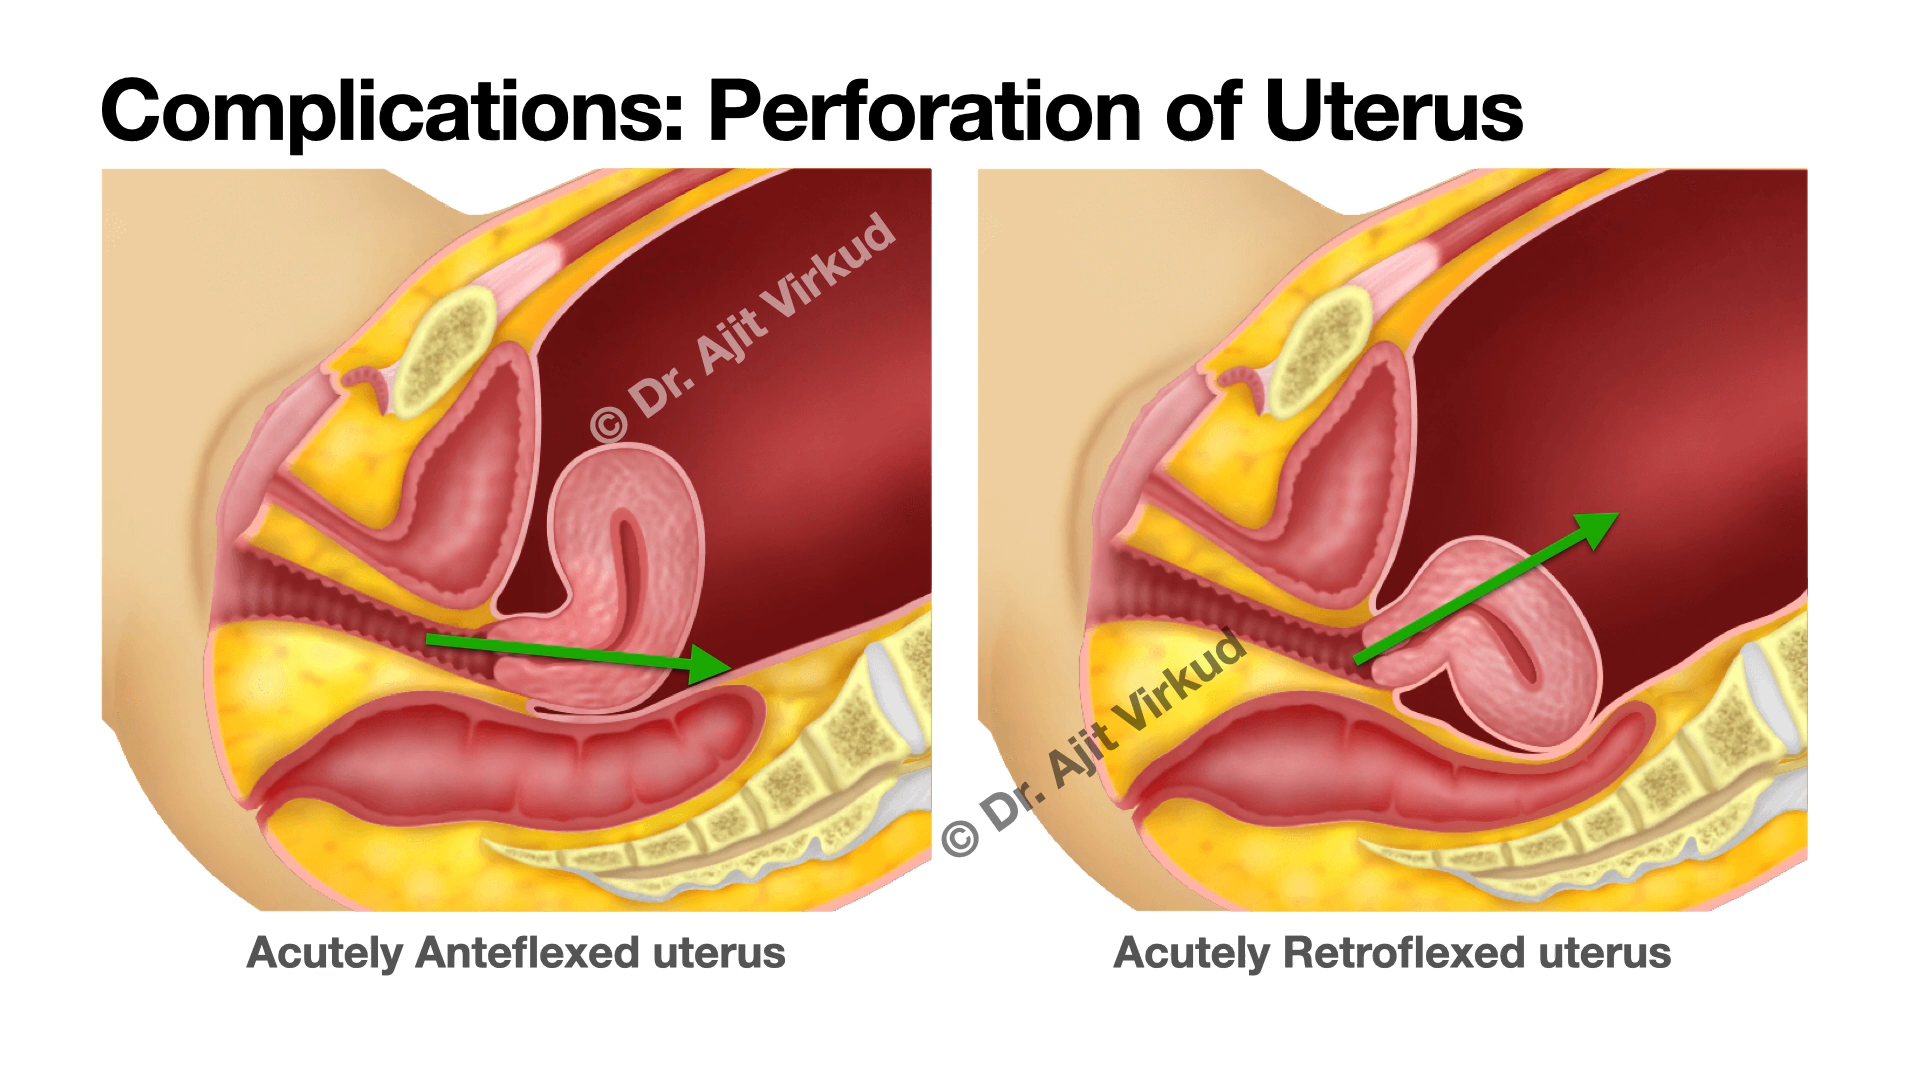 Complications: Perforation of Uterus
© Dr. Ajit Virkud
© Dr. Ajit Virkud
Acutely Anteflexed uterus
Acutely Retroflexed uterus